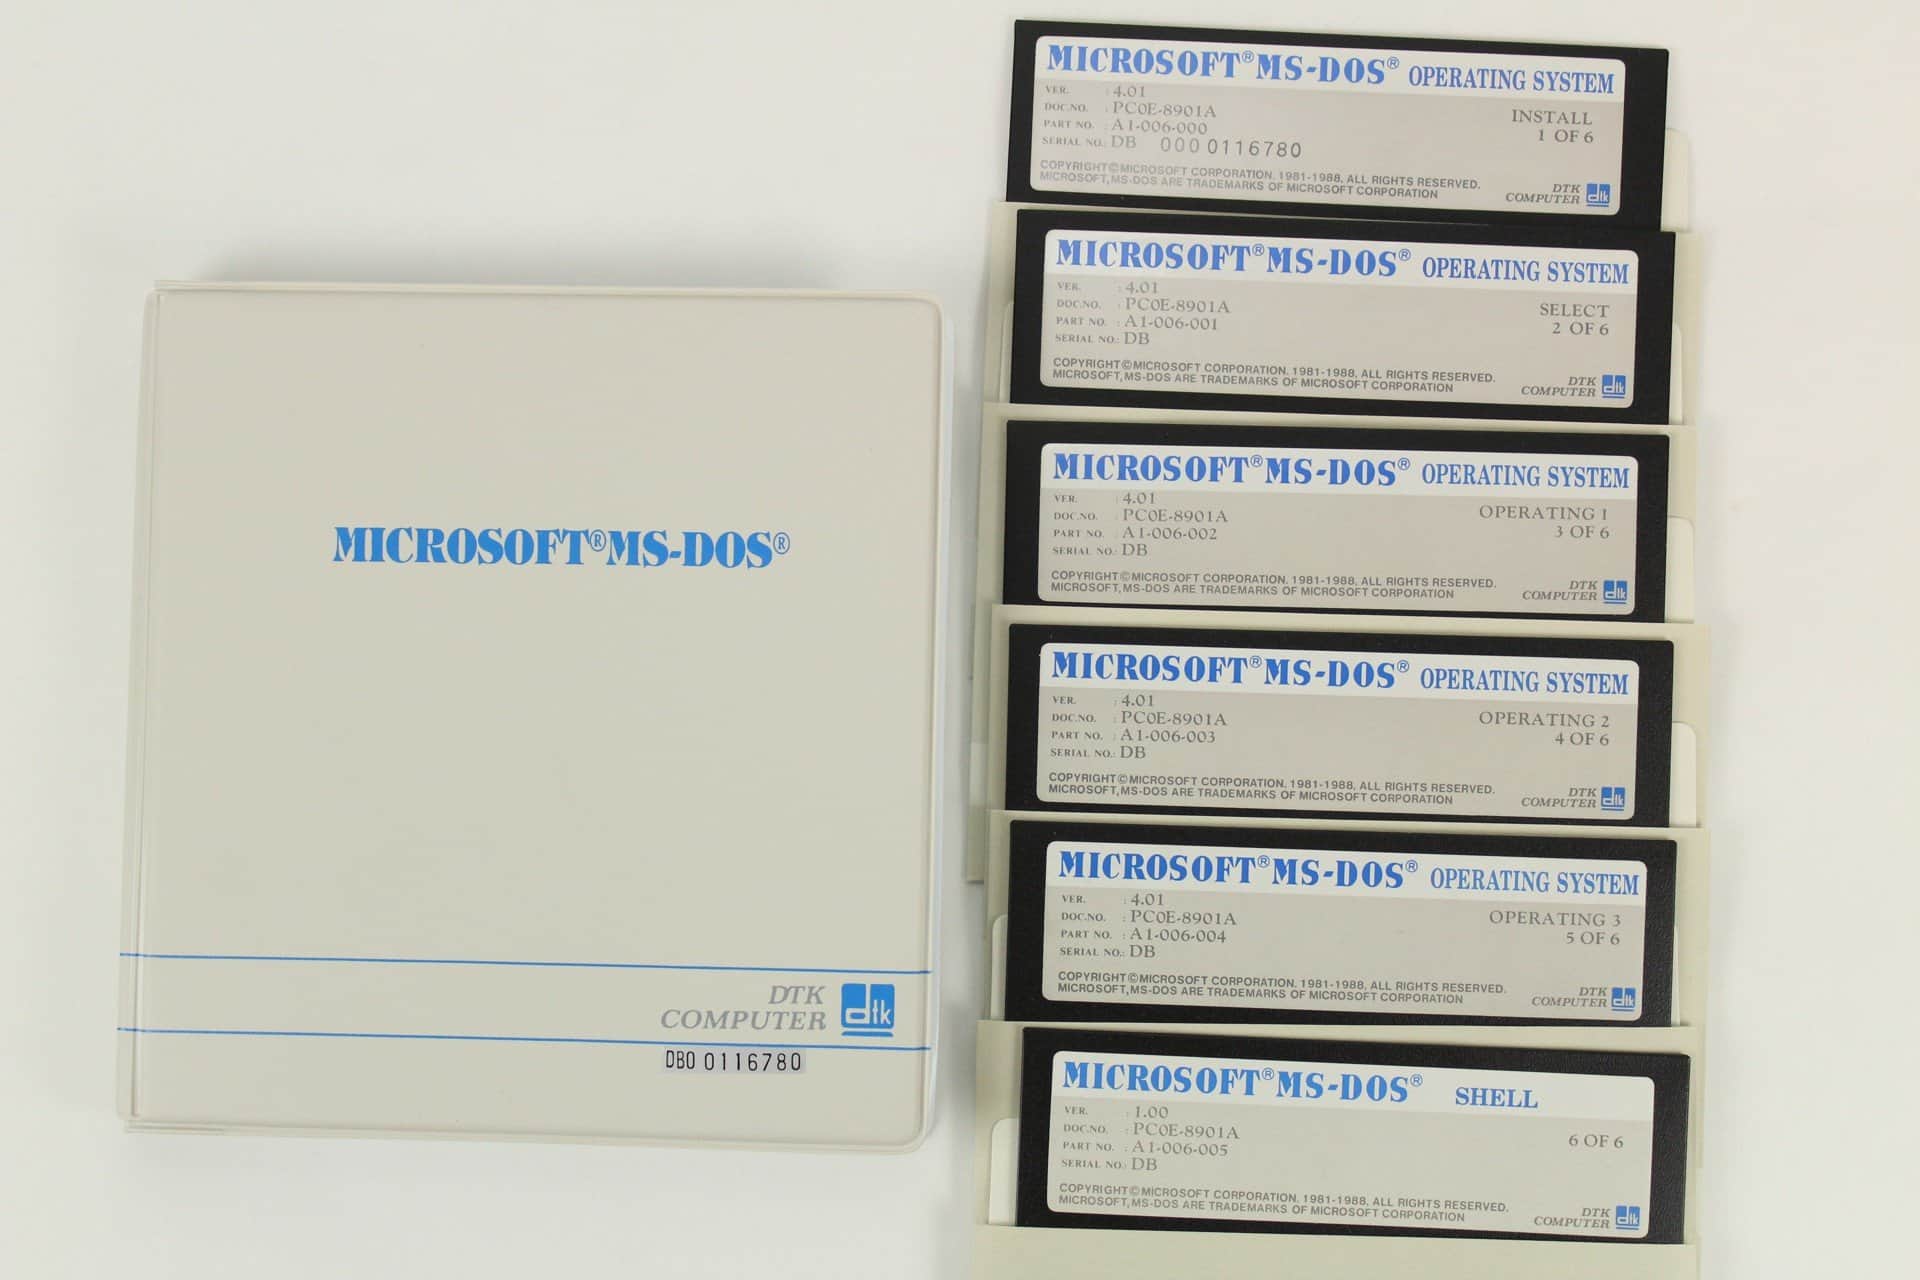 MICROSOFT®MS-DOS®
DTK
COMPUTER
dtk
DB0 0116780
MICROSOFT®MS-DOS® OPERATING SYSTEM
VER. : 4.01
DOC.NO. : PC0E-8901A
PART NO. : A1-006-000
SERIAL NO.: DB 000 0116780
INSTALL
1 OF 6
COPYRIGHT©MICROSOFT CORPORATION. 1981-1988, ALL RIGHTS RESERVED.
MICROSOFT, MS-DOS ARE TRADEMARKS OF MICROSOFT CORPORATION
DTK
COMPUTER dtk
MICROSOFT®MS-DOS® OPERATING SYSTEM
VER. : 4.01
DOC.NO. : PC0E-8901A
PART NO. : A1-006-001
SERIAL NO.: DB
SELECT
2 OF 6
COPYRIGHT©MICROSOFT CORPORATION. 1981-1988, ALL RIGHTS RESERVED.
MICROSOFT, MS-DOS ARE TRADEMARKS OF MICROSOFT CORPORATION
DTK
COMPUTER dtk
MICROSOFT®MS-DOS® OPERATING SYSTEM
VER. : 4.01
DOC.NO. : PC0E-8901A
PART NO. : A1-006-002
SERIAL NO.: DB
OPERATING 1
3 OF 6
COPYRIGHT©MICROSOFT CORPORATION. 1981-1988, ALL RIGHTS RESERVED.
MICROSOFT, MS-DOS ARE TRADEMARKS OF MICROSOFT CORPORATION
DTK
COMPUTER dtk
MICROSOFT®MS-DOS® OPERATING SYSTEM
VER. : 4.01
DOC.NO. : PC0E-8901A
PART NO. : A1-006-003
SERIAL NO.: DB
OPERATING 2
4 OF 6
COPYRIGHT©MICROSOFT CORPORATION. 1981-1988, ALL RIGHTS RESERVED.
MICROSOFT, MS-DOS ARE TRADEMARKS OF MICROSOFT CORPORATION
DTK
COMPUTER dtk
MICROSOFT®MS-DOS® OPERATING SYSTEM
VER. : 4.01
DOC.NO. : PC0E-8901A
PART NO. : A1-006-004
SERIAL NO.: DB
OPERATING 3
5 OF 6
COPYRIGHT©MICROSOFT CORPORATION. 1981-1988, ALL RIGHTS RESERVED.
MICROSOFT, MS-DOS ARE TRADEMARKS OF MICROSOFT CORPORATION
DTK
COMPUTER dtk
MICROSOFT®MS-DOS® SHELL
VER. : 1.00
DOC.NO. : PC0E-8901A
PART NO. : A1-006-005
SERIAL NO.: DB
6 OF 6
COPYRIGHT©MICROSOFT CORPORATION. 1981-1988, ALL RIGHTS RESERVED.
MICROSOFT, MS-DOS ARE TRADEMARKS OF MICROSOFT CORPORATION
DTK
COMPUTER dtk